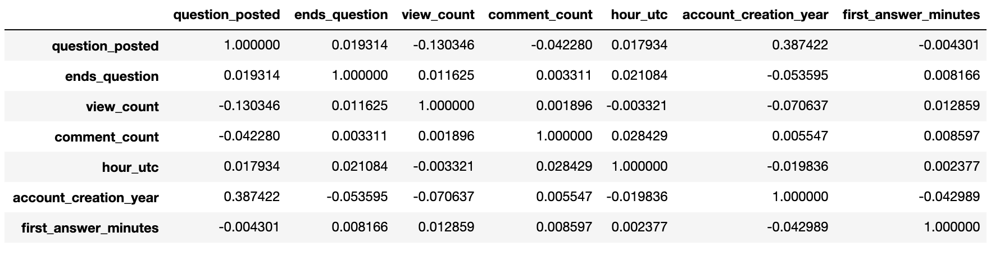 question_posted ends_question view_count comment_count hour_utc account_creation_year first_answer_minutes
question_posted 1.000000 0.019314 -0.130346 -0.042280 0.017934 0.387422 -0.004301
ends_question 0.019314 1.000000 0.011625 0.003311 0.021084 -0.053595 0.008166
view_count -0.130346 0.011625 1.000000 0.001896 -0.003321 -0.070637 0.012859
comment_count -0.042280 0.003311 0.001896 1.000000 0.028429 0.005547 0.008597
hour_utc 0.017934 0.021084 -0.003321 0.028429 1.000000 -0.019836 0.002377
account_creation_year 0.387422 -0.053595 -0.070637 0.005547 -0.019836 1.000000 -0.042989
first_answer_minutes -0.004301 0.008166 0.012859 0.008597 0.002377 -0.042989 1.000000